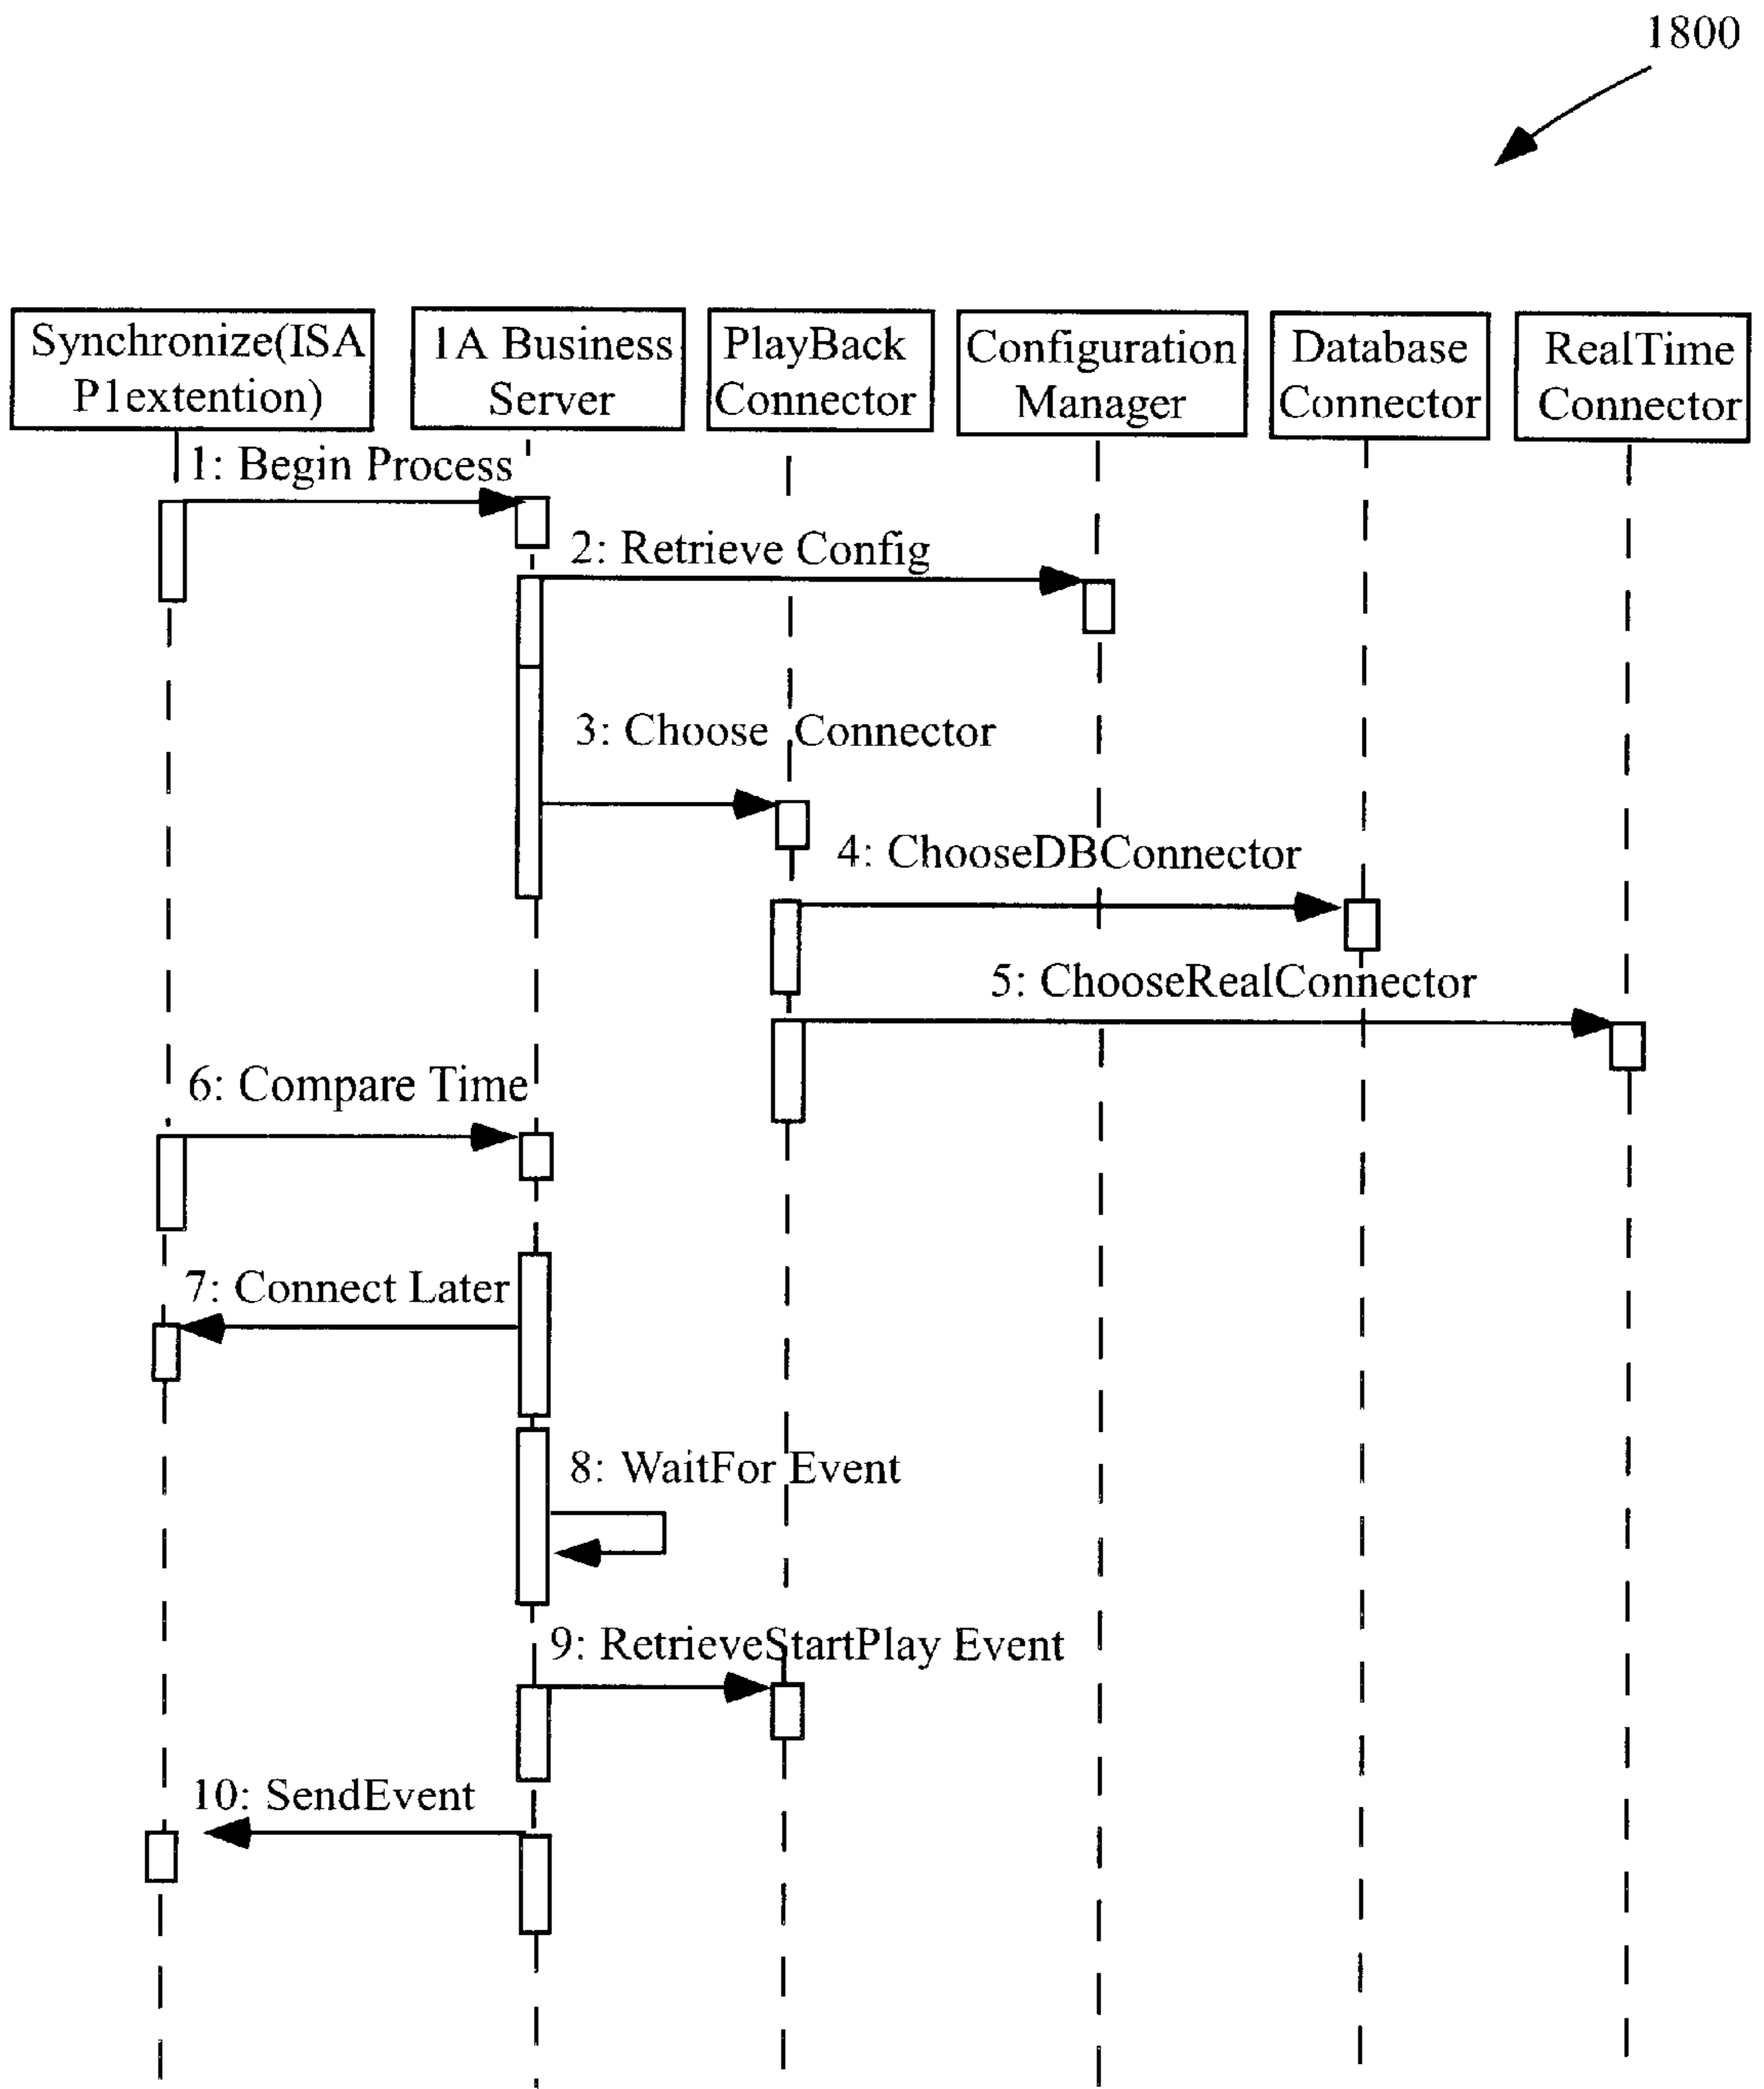 1800
Synchronize(ISA
P1extention)
1A Business
Server
PlayBack
Connector
Configuration
Manager
Database
Connector
RealTime
Connector
1: Begin Process
2: Retrieve Config
3: Choose Connector
4: ChooseDBConnector
5: ChooseRealConnector
6: Compare Time
7: Connect Later
8: WaitFor Event
9: RetrieveStartPlay Event
10: SendEvent